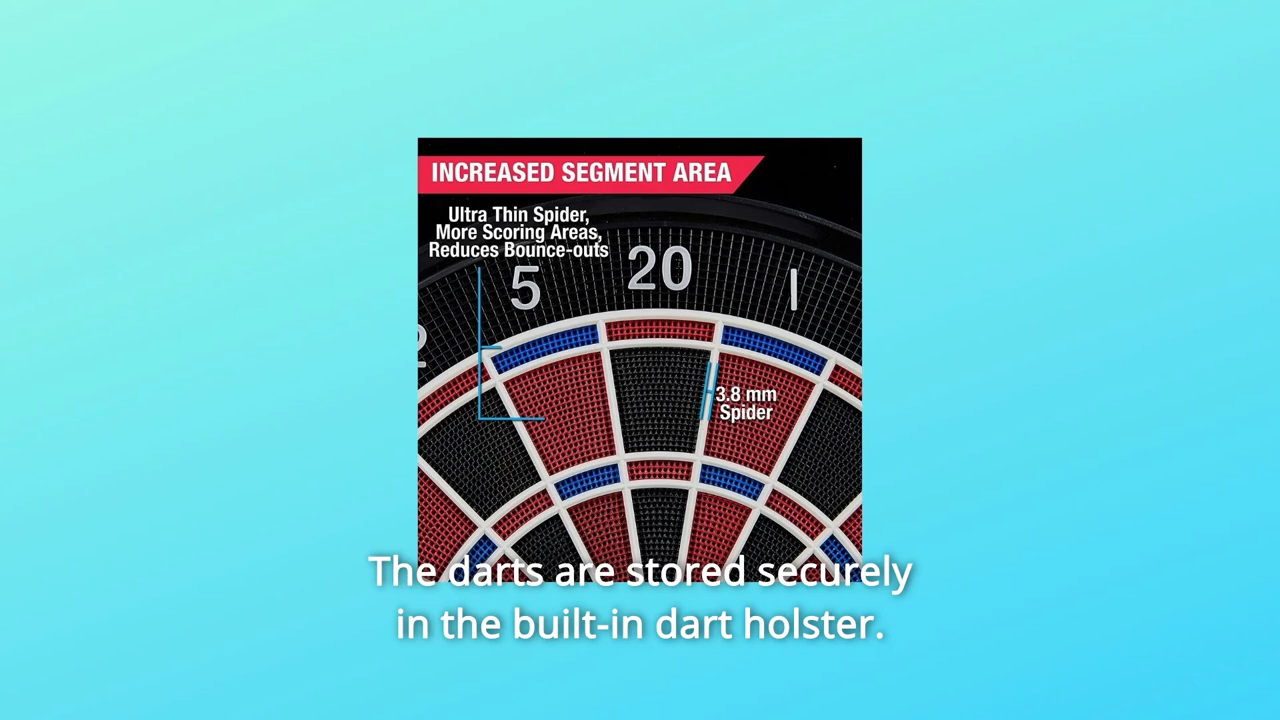 INCREASED SEGMENT AREA
Ultra Thin Spider,
More Scoring Areas,
Reduces Bounce-outs
5
20
1
3.8 mm
Spider
The darts are stored securely
in the built-in dart holster.